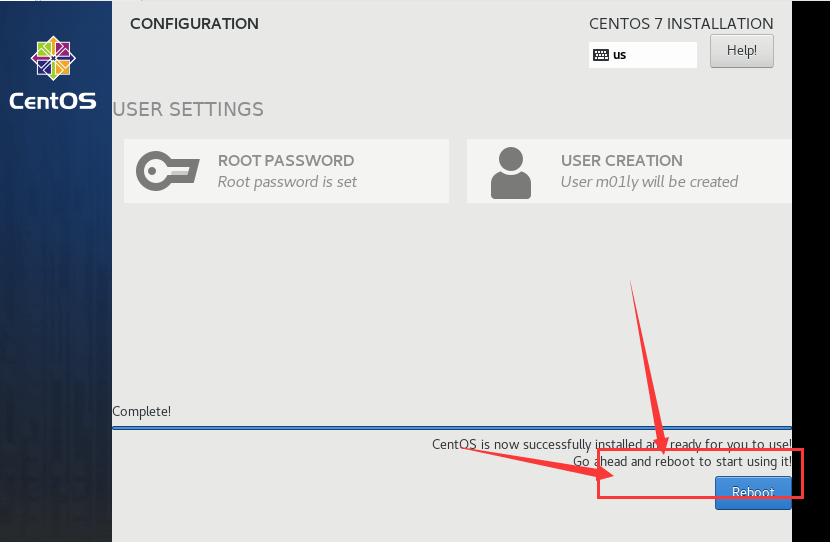 CONFIGURATION
CENTOS 7 INSTALLATION
us
Help!
CentOS
USER SETTINGS
ROOT PASSWORD
Root password is set
USER CREATION
User m01ly will be created
Complete!
CentOS is now successfully installed and ready for you to use!
Go ahead and reboot to start using it!
Reboot